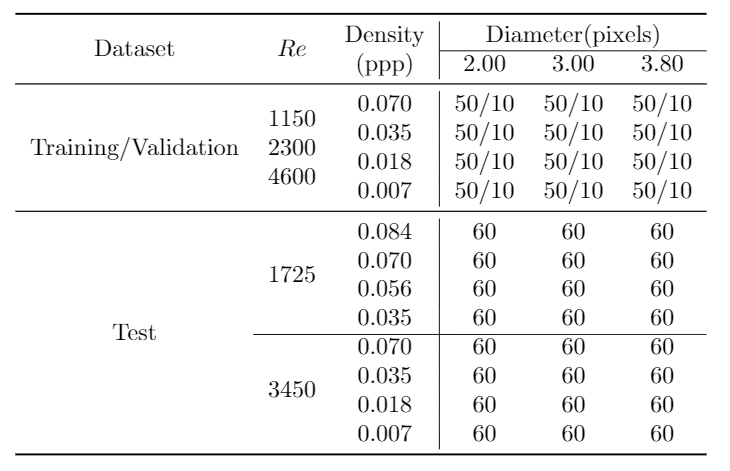 Dataset Re Density (ppp) Diameter(pixels)
2.00 3.00 3.80
Training/Validation
1150
2300
4600
0.070 50/10 50/10 50/10
0.035 50/10 50/10 50/10
0.018 50/10 50/10 50/10
0.007 50/10 50/10 50/10
Test
1725
0.084 60 60 60
0.070 60 60 60
0.056 60 60 60
0.035 60 60 60
3450
0.070 60 60 60
0.035 60 60 60
0.018 60 60 60
0.007 60 60 60